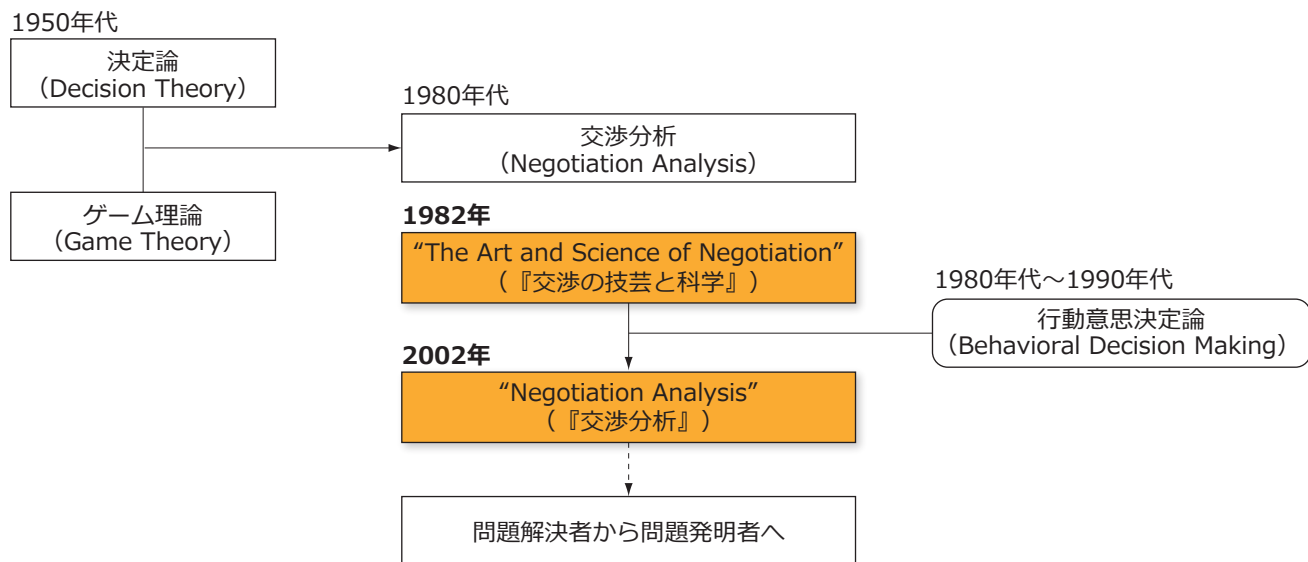 1950年代
決定論
（Decision Theory）
ゲーム理論
（Game Theory）
1980年代
交渉分析
（Negotiation Analysis）
1982年
“The Art and Science of Negotiation”
（『交渉の技芸と科学』）
1980年代～1990年代
行動意思決定論
（Behavioral Decision Making）
2002年
“Negotiation Analysis”
（『交渉分析』）
問題解決者から問題発明者へ